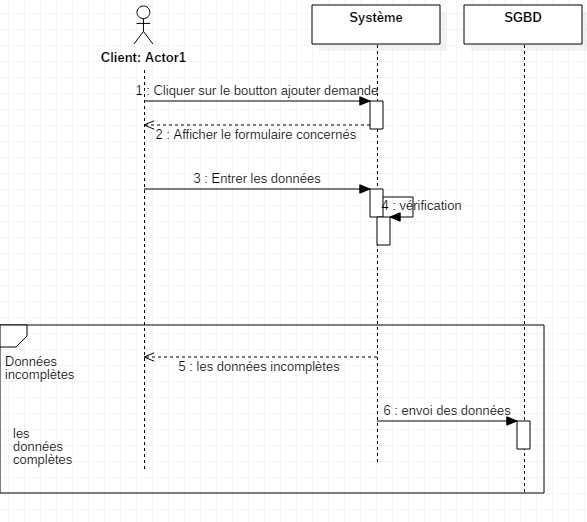 Système
SGBD
Client: Actor1
1 : Cliquer sur le boutton ajouter demande
2 : Afficher le formulaire concernés
3 : Entrer les données
4 : vérification
Données
incomplètes
5 : les données incomplètes
6 : envoi des données
les
données
complètes